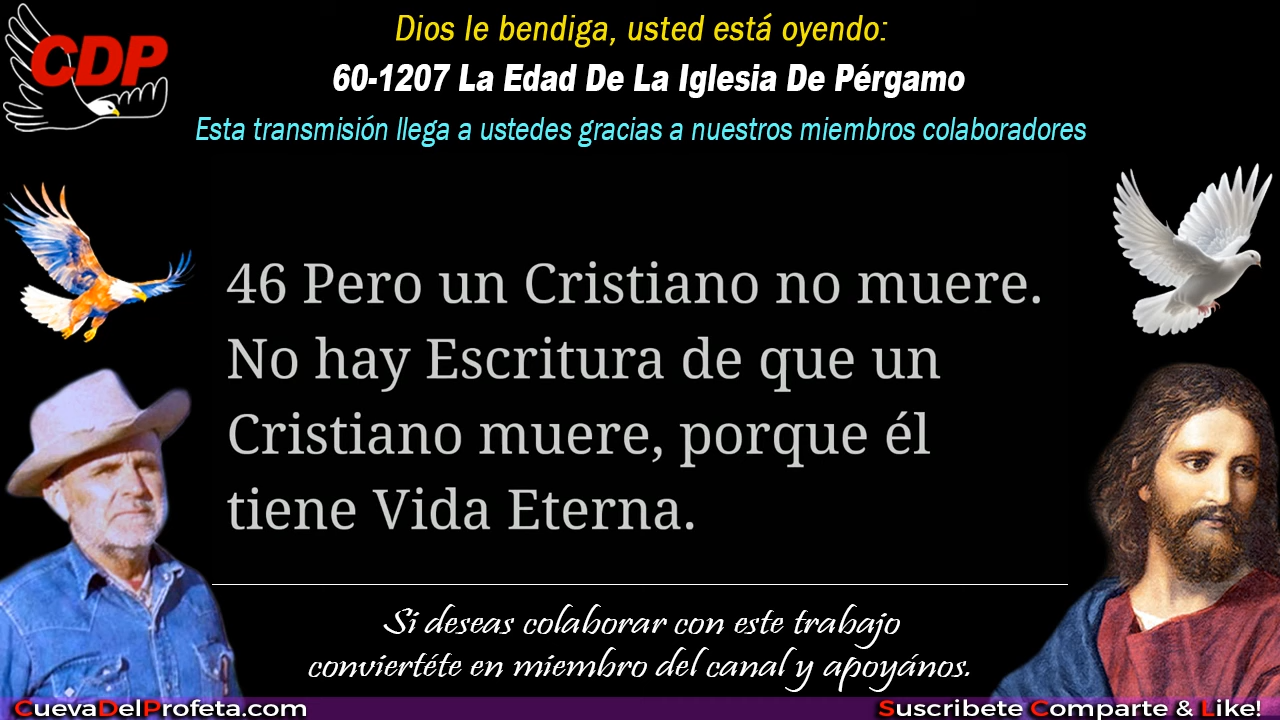 CDP
Dios le bendiga, usted está oyendo:
60-1207 La Edad De La Iglesia De Pérgamo
Esta transmisión llega a ustedes gracias a nuestros miembros colaboradores
46 Pero un Cristiano no muere.
No hay Escritura de que un
Cristiano muere, porque él
tiene Vida Eterna.
Si deseas colaborar con este trabajo
conviertéte en miembro del canal y apoyános.
CuevaDelProfeta.com
Suscribete Comparte & Like!